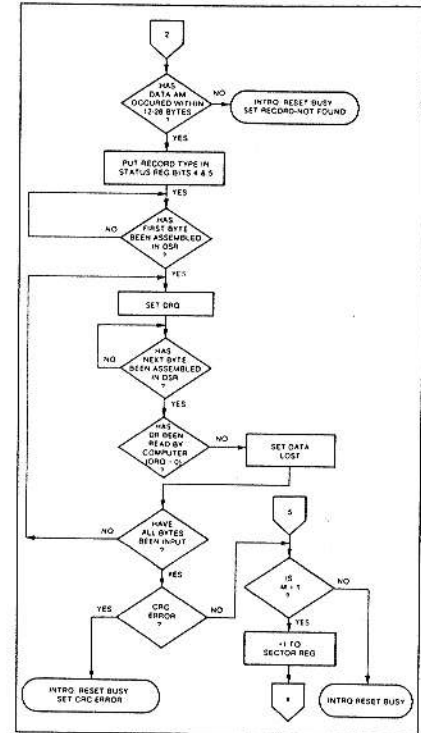 2
HAS
DATA AM
OCCURED WITHIN
12-28 BYTES
?
NO
INTRQ. RESET BUSY
SET RECORD-NOT FOUND
YES
PUT RECORD TYPE IN
STATUS REG BITS 4 & 5
YES
HAS
FIRST BYTE
BEEN ASSEMBLED
IN DSR
?
NO
YES
SET DRQ
HAS
NEXT BYTE
BEEN ASSEMBLED
IN DSR
?
NO
YES
HAS
DR BEEN
READ BY
COMPUTER
(DRQ = 0)
?
NO
SET DATA
LOST
HAVE
ALL BYTES
BEEN INPUT
?
NO
YES
5
IS
M = 1
?
NO
YES
CRC
ERROR
?
YES
NO
+1 TO
SECTOR REG
INTRQ. RESET BUSY
SET CRC ERROR
INTRQ RESET BUSY